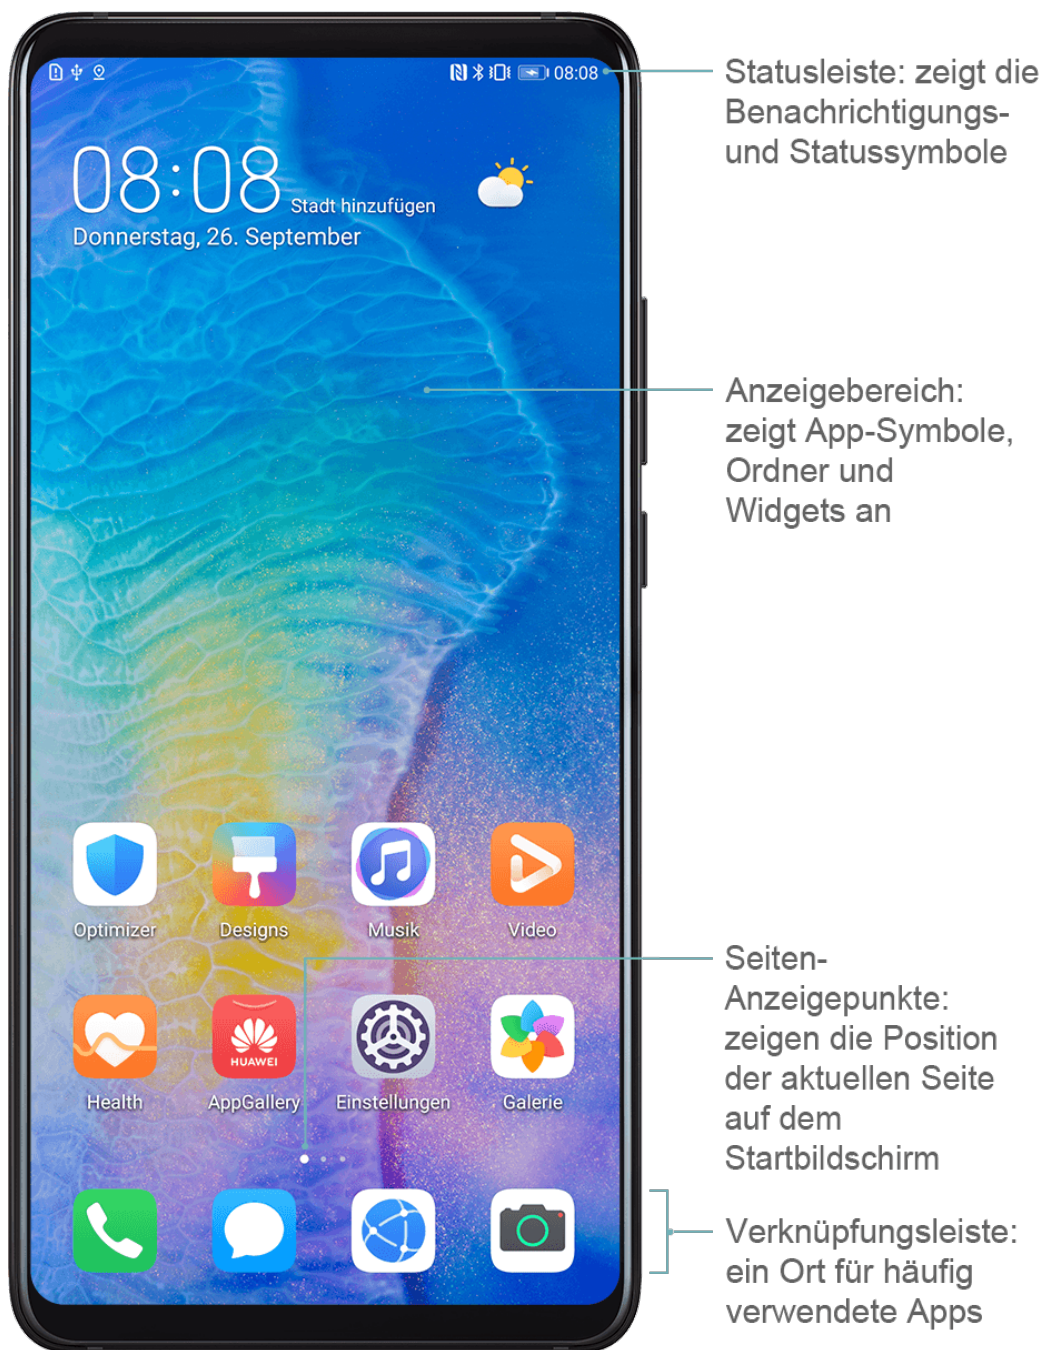 08:08
Statusleiste: zeigt die
Benachrichtigungs-
und Statussymbole
08:08
Stadt hinzufügen
Donnerstag, 26. September
Anzeigebereich:
zeigt App-Symbole,
Ordner und
Widgets an
Optimizer
Designs
Musik
Video
Seiten-
Anzeigepunkte:
zeigen die Position
der aktuellen Seite
auf dem
Startbildschirm
HUAWEI
Health
AppGallery
Einstellungen
Galerie
Verknüpfungsleiste:
ein Ort für häufig
verwendete Apps